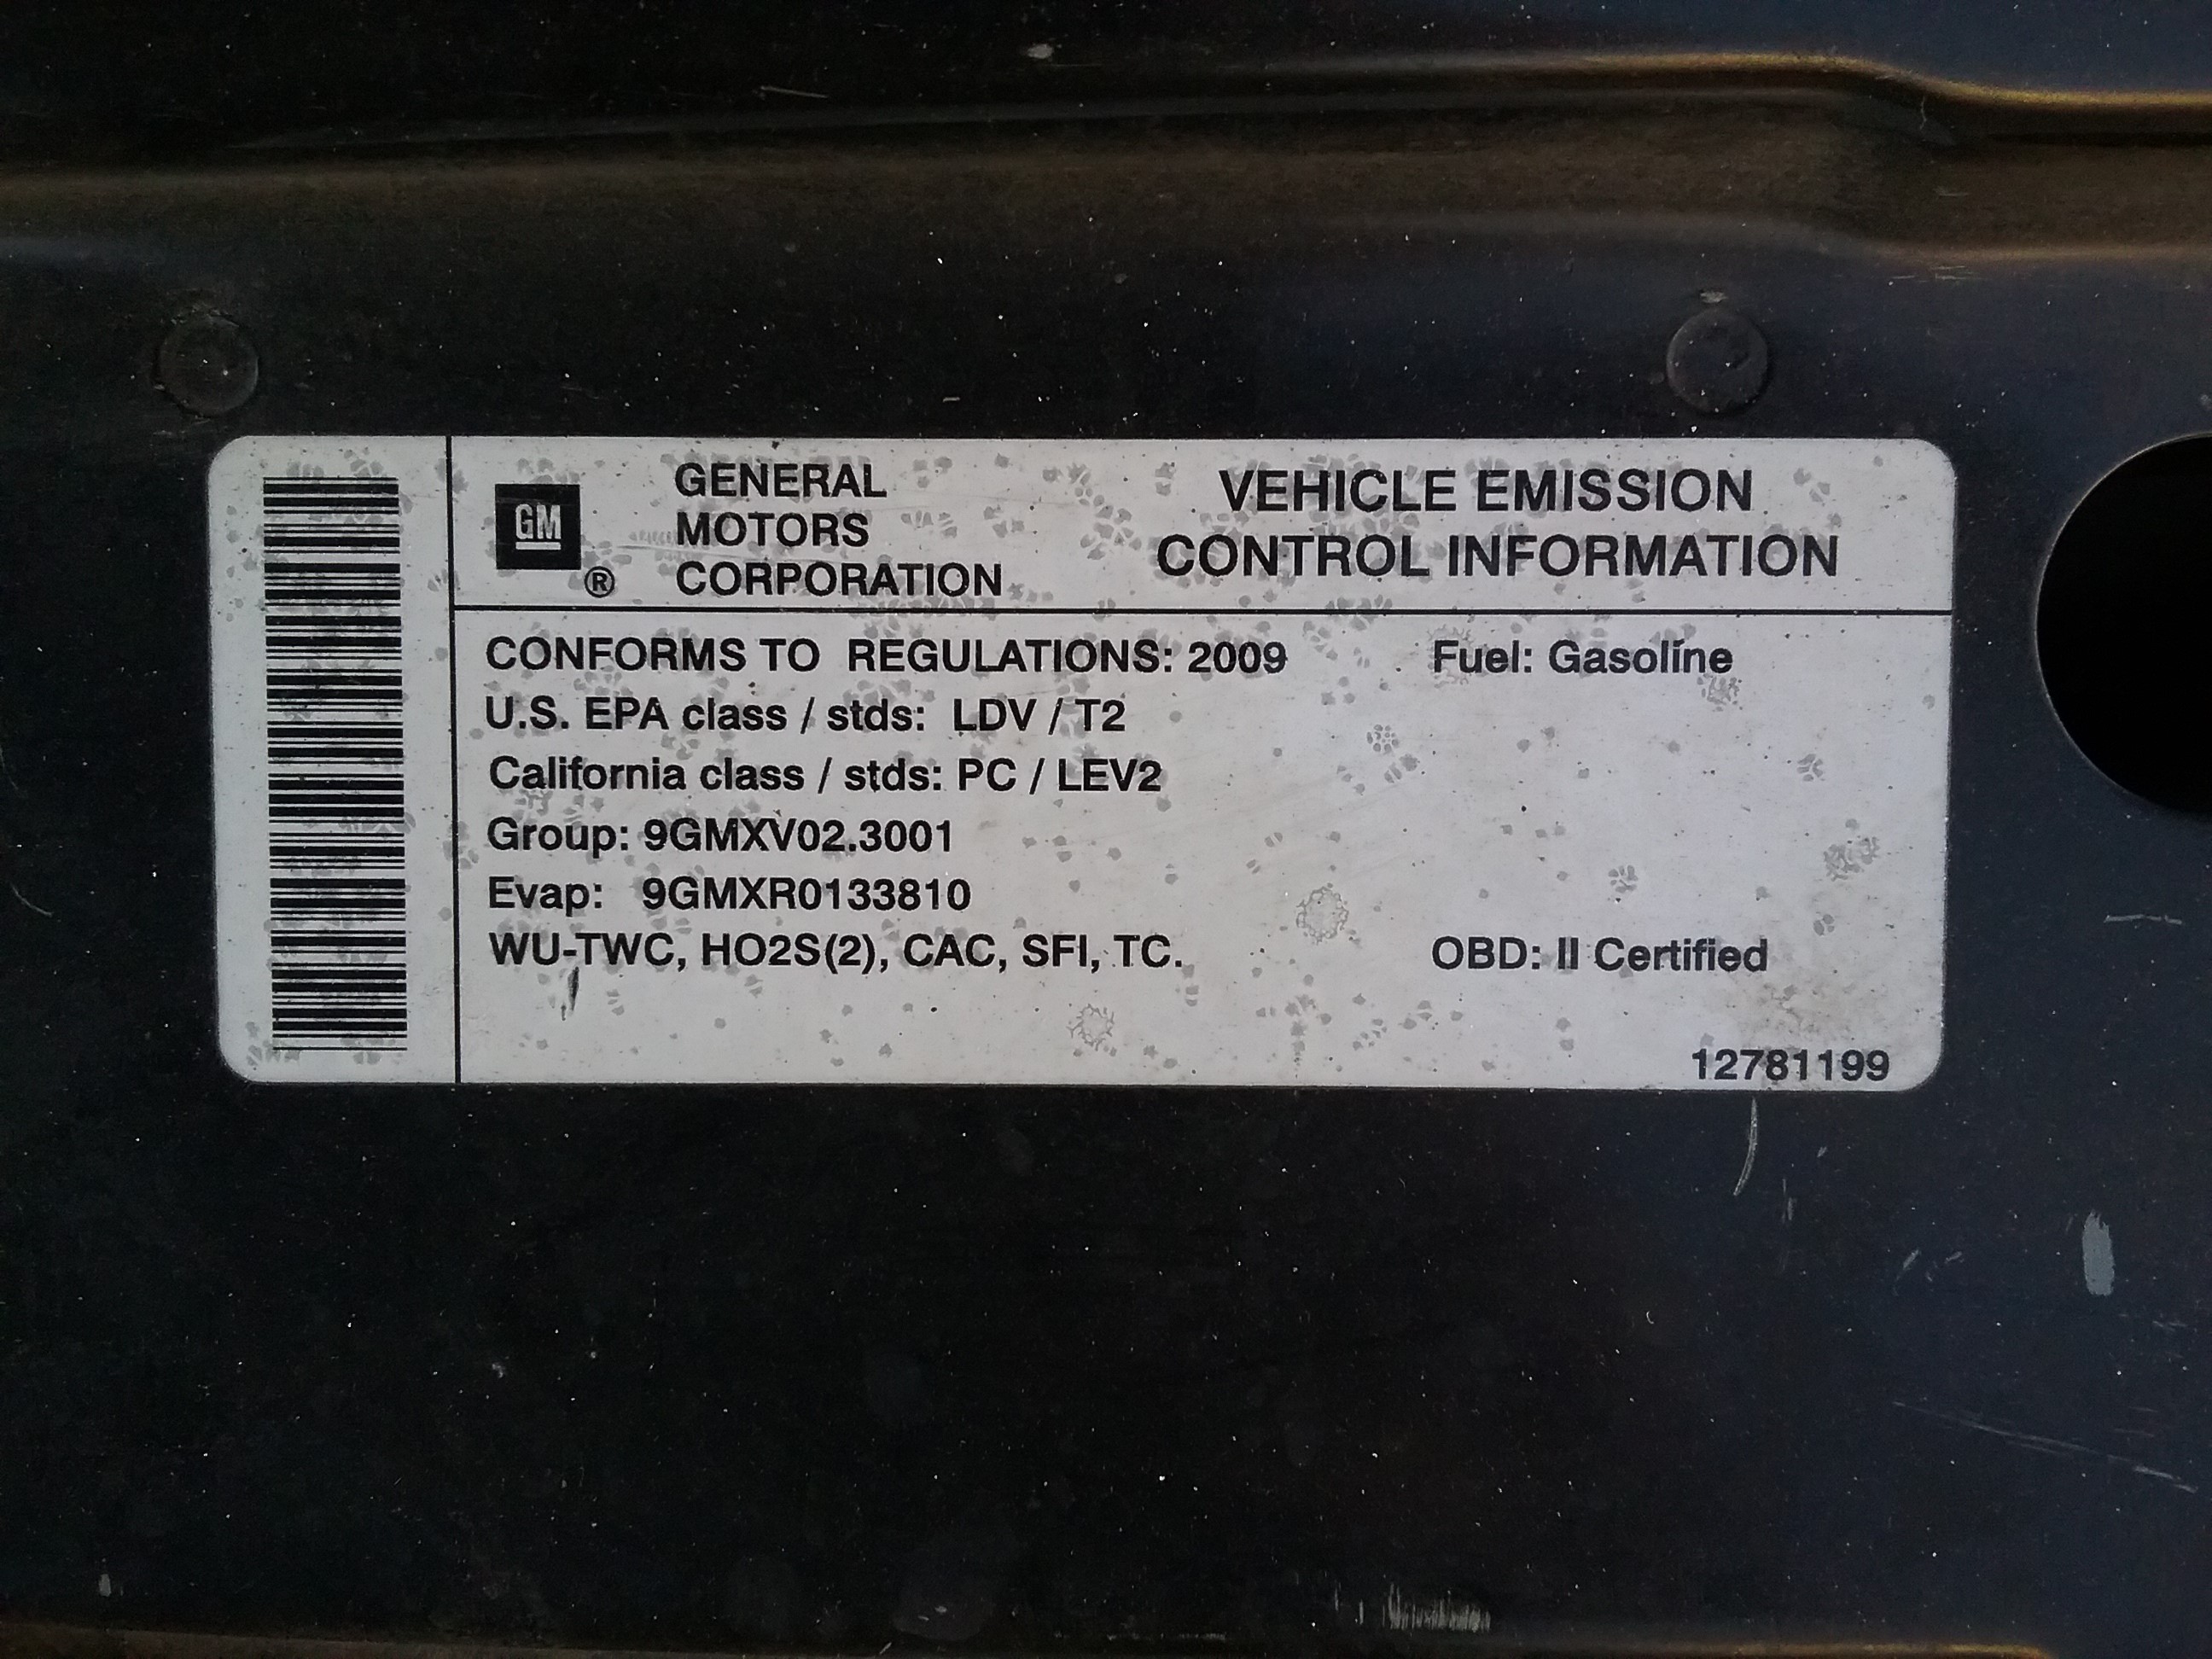 GM ®
GENERAL
MOTORS
CORPORATION
VEHICLE EMISSION
CONTROL INFORMATION
CONFORMS TO REGULATIONS: 2009 Fuel: Gasoline
U.S. EPA class / stds: LDV / T2
California class / stds: PC / LEV2
Group: 9GMXV02.3001
Evap: 9GMXR0133810
WU-TWC, HO2S(2), CAC, SFI, TC. OBD: II Certified
12781199